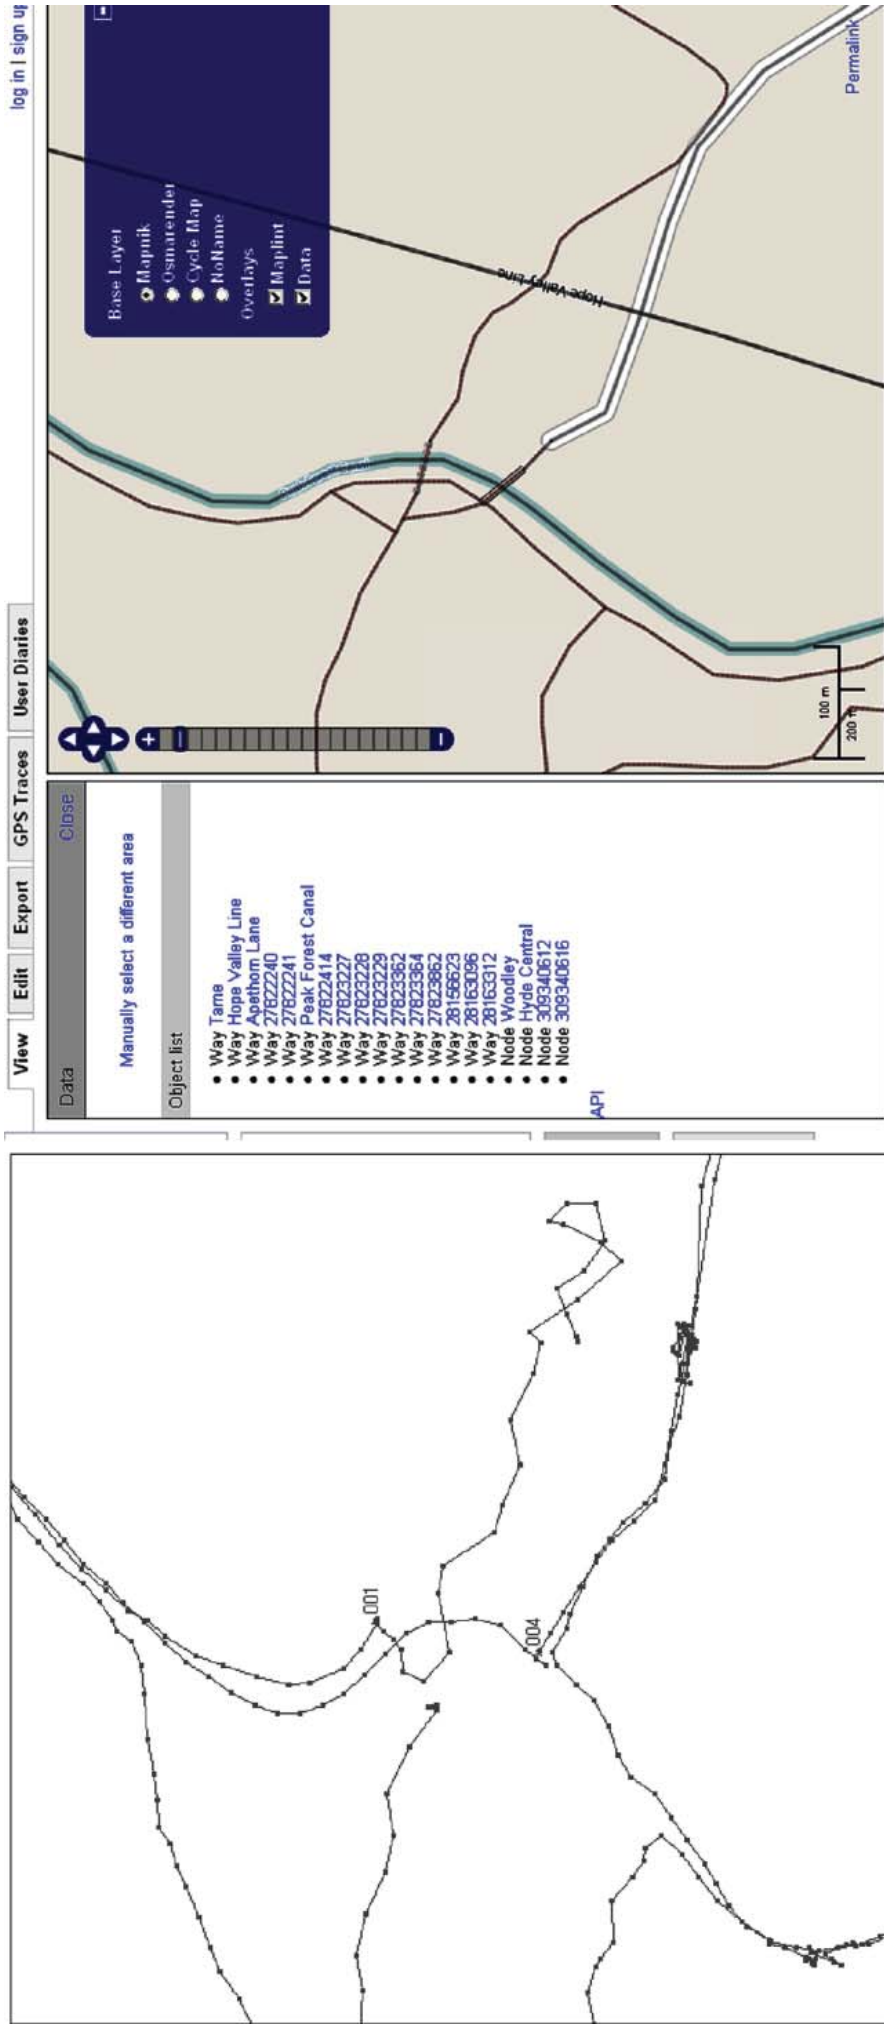 View
Edit
Export
GPS Traces
User Diaries
log in | sign up
Data
Close
Manually select a different area
Object list
• Way Tame
• Way Hope Valley Line
• Way Apethorn Lane
• Way 27822240
• Way 27822241
• Way Peak Forest Canal
• Way 27822414
• Way 27823227
• Way 27823228
• Way 27823229
• Way 27823362
• Way 27823364
• Way 27823862
• Way 28156623
• Way 28163096
• Way 28163312
• Node Woodley
• Node Hyde Central
• Node 309340612
• Node 309340616
API
Base Layer
Mapnik
Osmarender
Cycle Map
NoName
Overlays
Maplint
Data
Hope Valley Line
100 m
Permalink
001
004